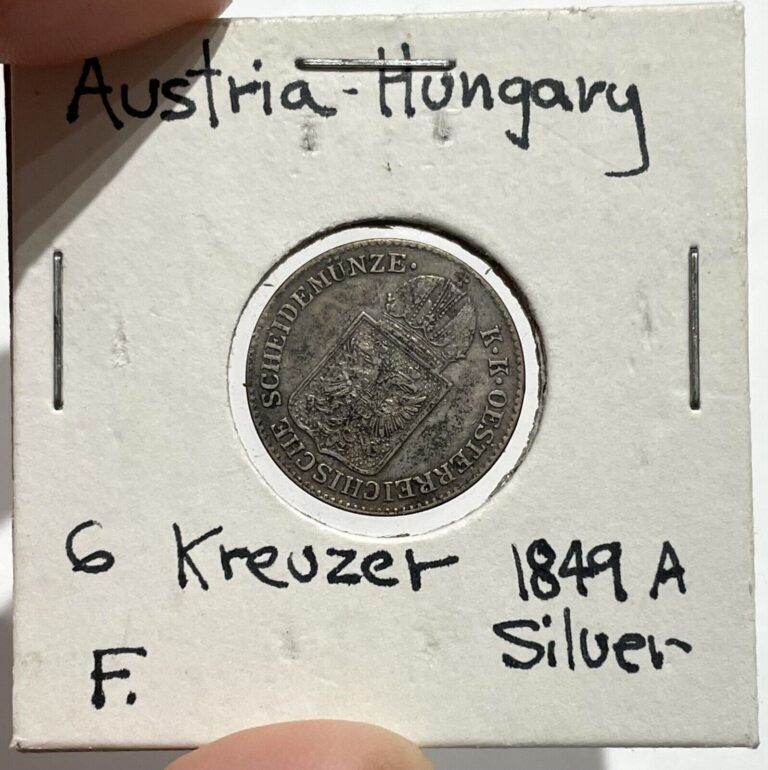 Austria-Hungary
K·K·OESTERREICHISCHE SCHEIDEMÜNZE·
6 Kreuzer 1849 A
Silver
F.